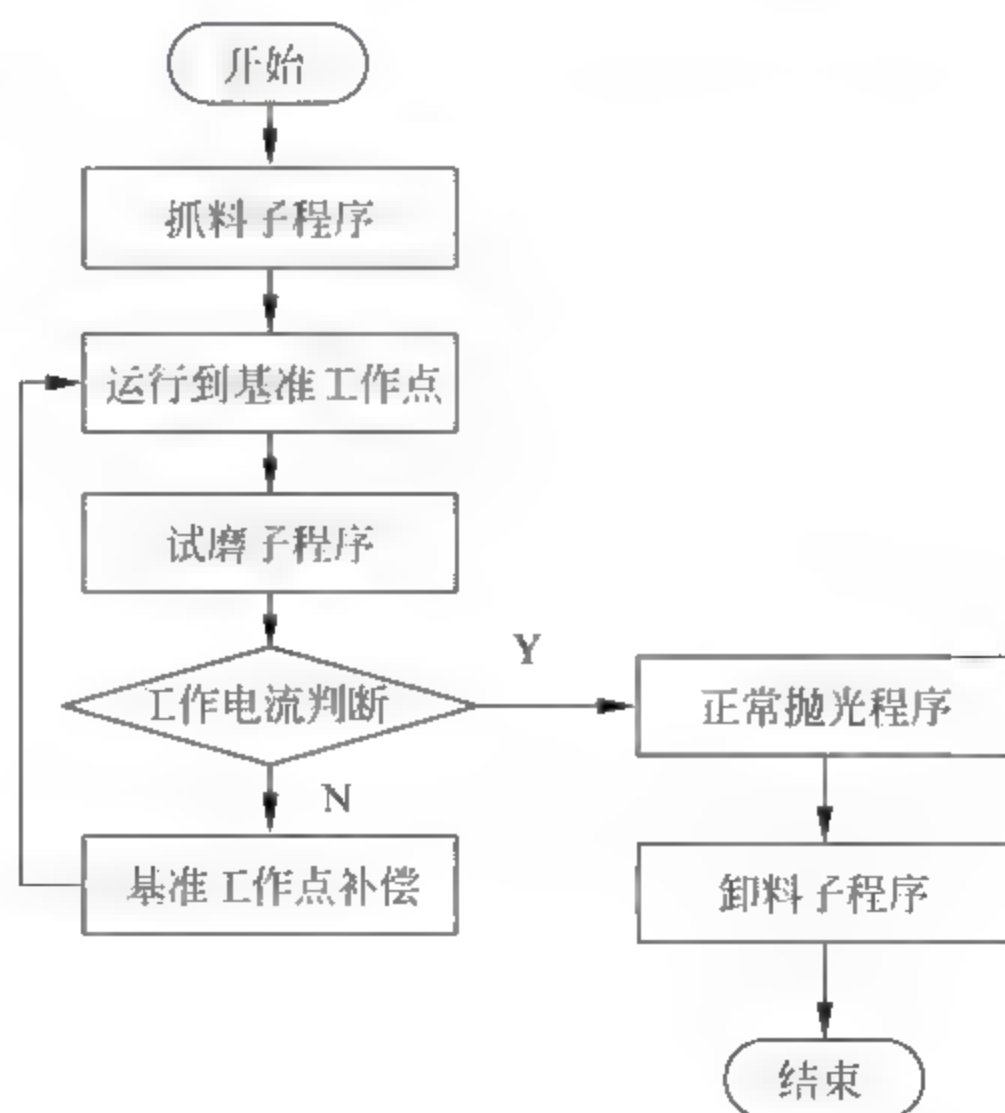 开始
抓料子程序
运行到基准工作点
试磨子程序
工作电流判断
Y
N
基准工作点补偿
正常抛光程序
卸料子程序
结束